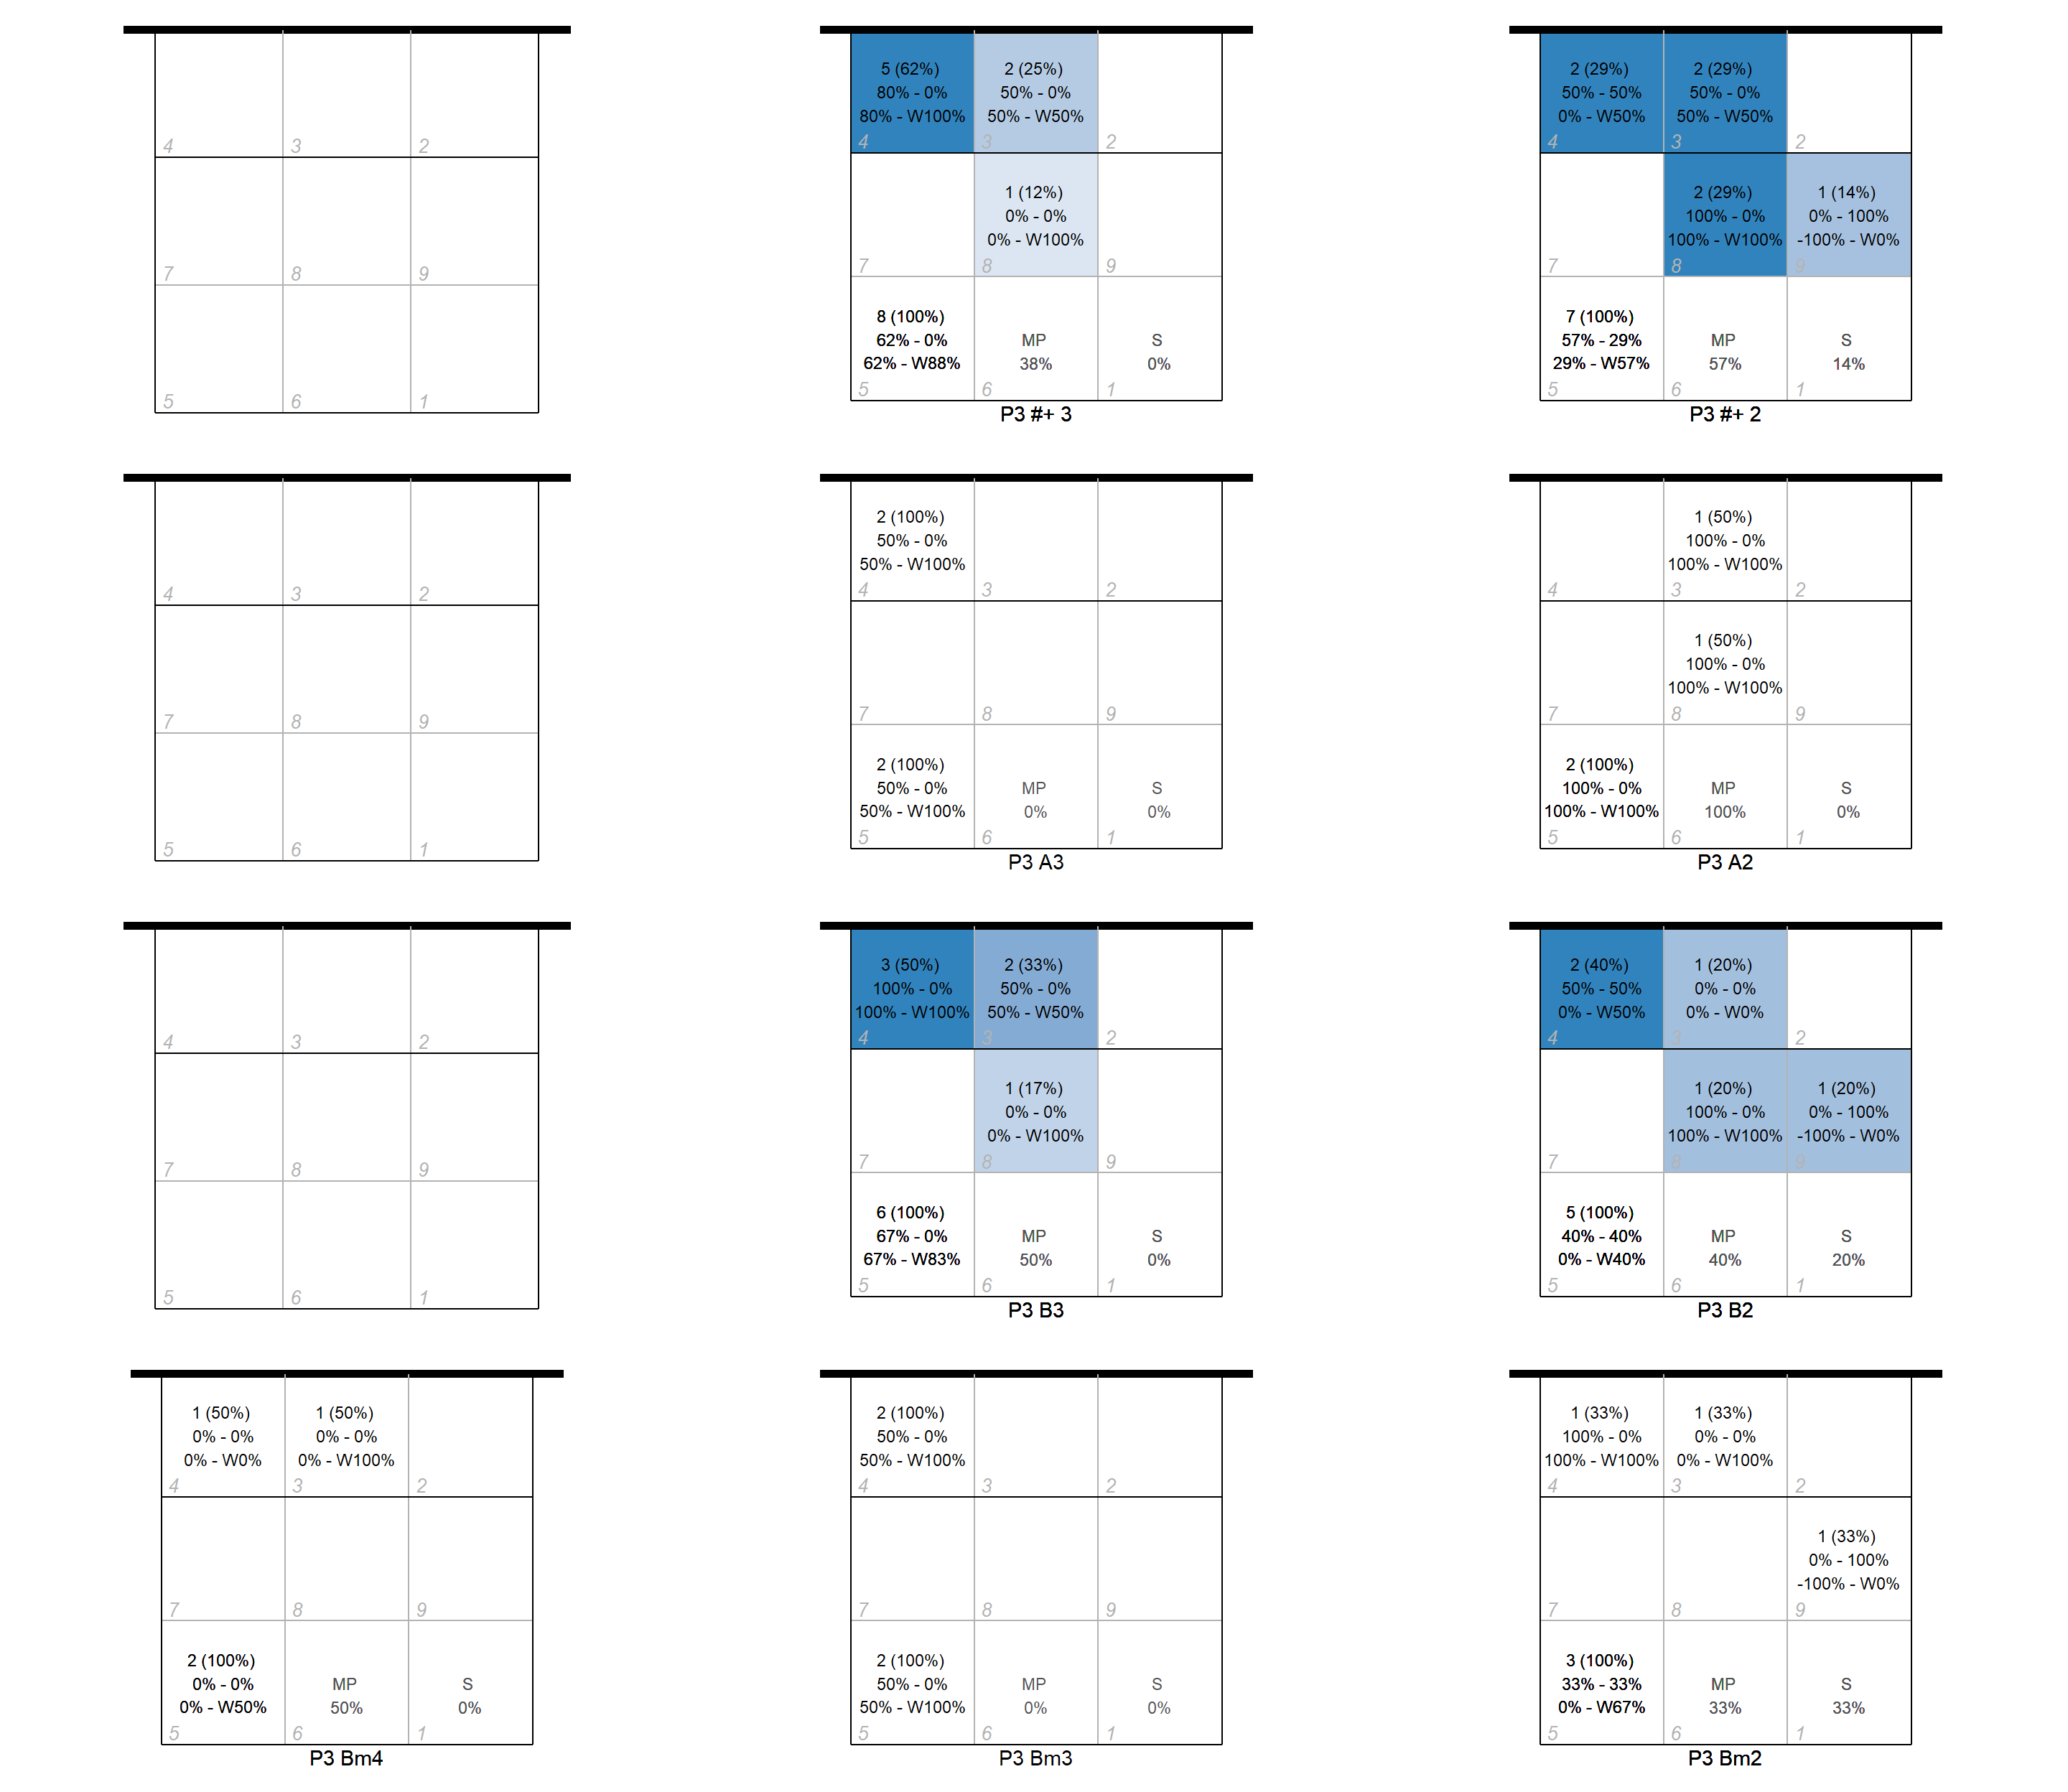 4 3 2
7 8 9
5 6 1
5 (62%)
80% - 0%
80% - W100%
4
2 (25%)
50% - 0%
50% - W50%
3
2
7
1 (12%)
0% - 0%
0% - W100%
8
9
8 (100%)
62% - 0%
62% - W88%
5
MP
38%
6
S
0%
1
P3 #+ 3
2 (29%)
50% - 50%
0% - W50%
4
2 (29%)
50% - 0%
50% - W50%
3
2
7
2 (29%)
100% - 0%
100% - W100%
8
1 (14%)
0% - 100%
-100% - W0%
9
7 (100%)
57% - 29%
29% - W57%
5
MP
57%
6
S
14%
1
P3 #+ 2
4 3 2
7 8 9
5 6 1
2 (100%)
50% - 0%
50% - W100%
4
3
2
7
8
9
2 (100%)
50% - 0%
50% - W100%
5
MP
0%
6
S
0%
1
P3 A3
4
1 (50%)
100% - 0%
100% - W100%
3
2
7
1 (50%)
100% - 0%
100% - W100%
8
9
2 (100%)
100% - 0%
100% - W100%
5
MP
100%
6
S
0%
1
P3 A2
4 3 2
7 8 9
5 6 1
3 (50%)
100% - 0%
100% - W100%
4
2 (33%)
50% - 0%
50% - W50%
3
2
7
1 (17%)
0% - 0%
0% - W100%
8
9
6 (100%)
67% - 0%
67% - W83%
5
MP
50%
6
S
0%
1
P3 B3
2 (40%)
50% - 50%
0% - W50%
4
1 (20%)
0% - 0%
0% - W0%
3
2
7
1 (20%)
100% - 0%
100% - W100%
8
1 (20%)
0% - 100%
-100% - W0%
9
5 (100%)
40% - 40%
0% - W40%
5
MP
40%
6
S
20%
1
P3 B2
1 (50%)
0% - 0%
0% - W0%
4
1 (50%)
0% - 0%
0% - W100%
3
2
7
8
9
2 (100%)
0% - 0%
0% - W50%
5
MP
50%
6
S
0%
1
P3 Bm4
2 (100%)
50% - 0%
50% - W100%
4
3
2
7
8
9
2 (100%)
50% - 0%
50% - W100%
5
MP
0%
6
S
0%
1
P3 Bm3
1 (33%)
100% - 0%
100% - W100%
4
1 (33%)
0% - 0%
0% - W100%
3
2
7
8
1 (33%)
0% - 100%
-100% - W0%
9
3 (100%)
33% - 33%
0% - W67%
5
MP
33%
6
S
33%
1
P3 Bm2